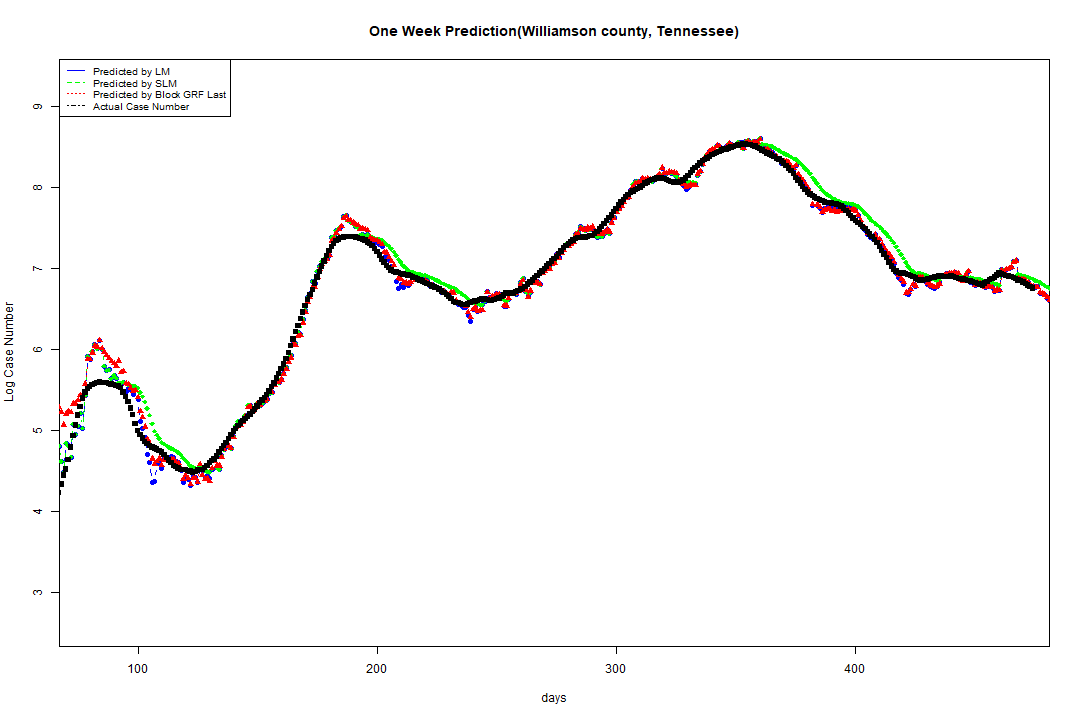 One Week Prediction(Williamson county, Tennessee)
Predicted by LM
Predicted by SLM
Predicted by Block GRF Last
Actual Case Number
9
8
7
6
5
4
3
Log Case Number
100 200 300 400
days